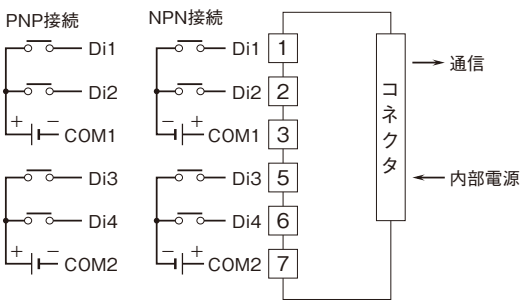 PNP接続
NPN接続
Di1
Di1
1
Di2
Di2
2
+ −
− +
COM1
COM1
3
Di3
Di3
5
Di4
Di4
6
+ −
− +
COM2
COM2
7
コネクタ
通信
内部電源